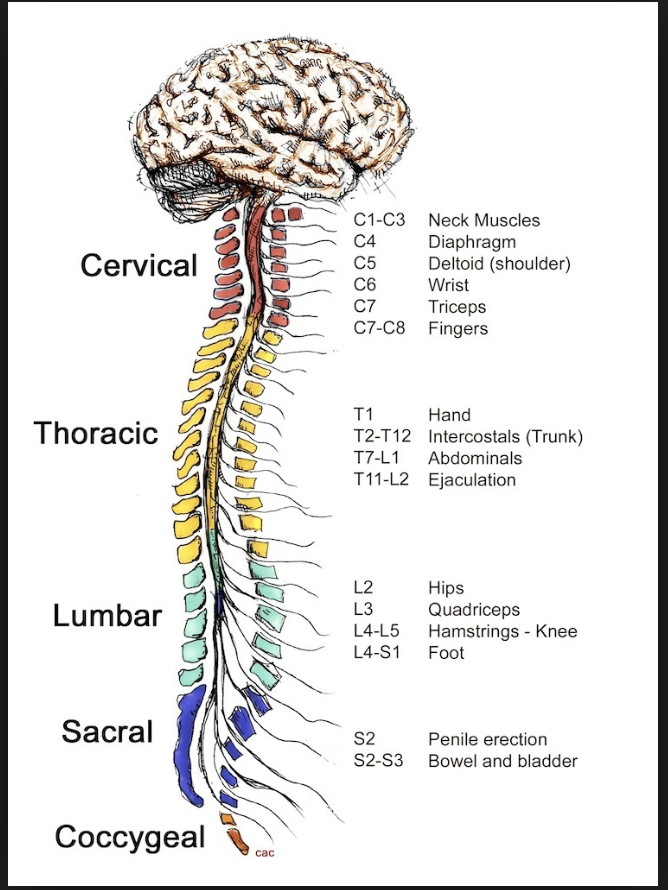 Cervical
C1-C3 Neck Muscles
C4 Diaphragm
C5 Deltoid (shoulder)
C6 Wrist
C7 Triceps
C7-C8 Fingers
Thoracic
T1 Hand
T2-T12 Intercostals (Trunk)
T7-L1 Abdominals
T11-L2 Ejaculation
Lumbar
L2 Hips
L3 Quadriceps
L4-L5 Hamstrings - Knee
L4-S1 Foot
Sacral
S2 Penile erection
S2-S3 Bowel and bladder
Coccygeal
cac